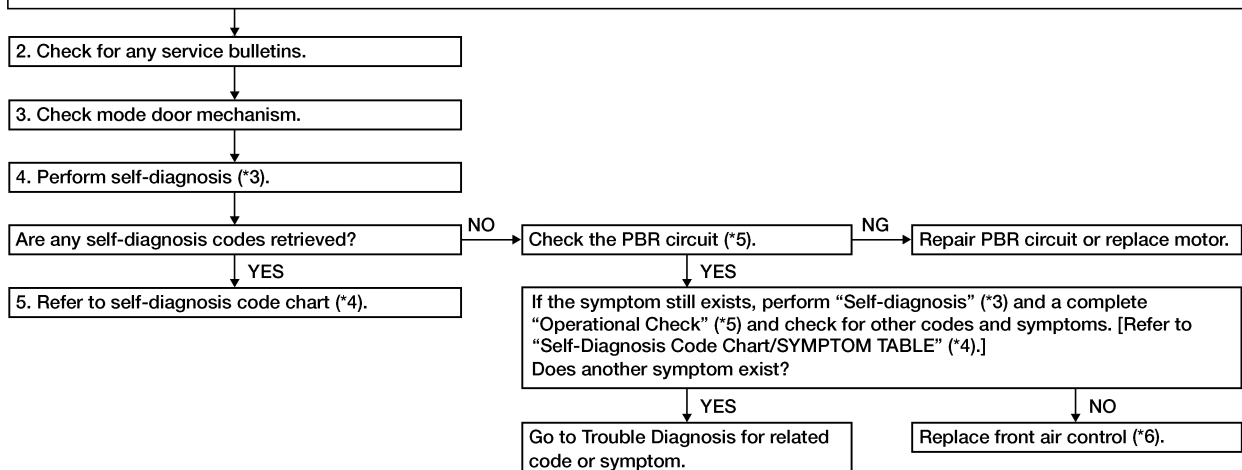 2. Check for any service bulletins.
3. Check mode door mechanism.
4. Perform self-diagnosis (*3).
Are any self-diagnosis codes retrieved?
NO
Check the PBR circuit (*5).
NG
Repair PBR circuit or replace motor.
YES
5. Refer to self-diagnosis code chart (*4).
YES
If the symptom still exists, perform “Self-diagnosis” (*3) and a complete
“Operational Check” (*5) and check for other codes and symptoms. [Refer to
“Self-Diagnosis Code Chart/SYMPTOM TABLE” (*4).]
Does another symptom exist?
YES
Go to Trouble Diagnosis for related
code or symptom.
NO
Replace front air control (*6).